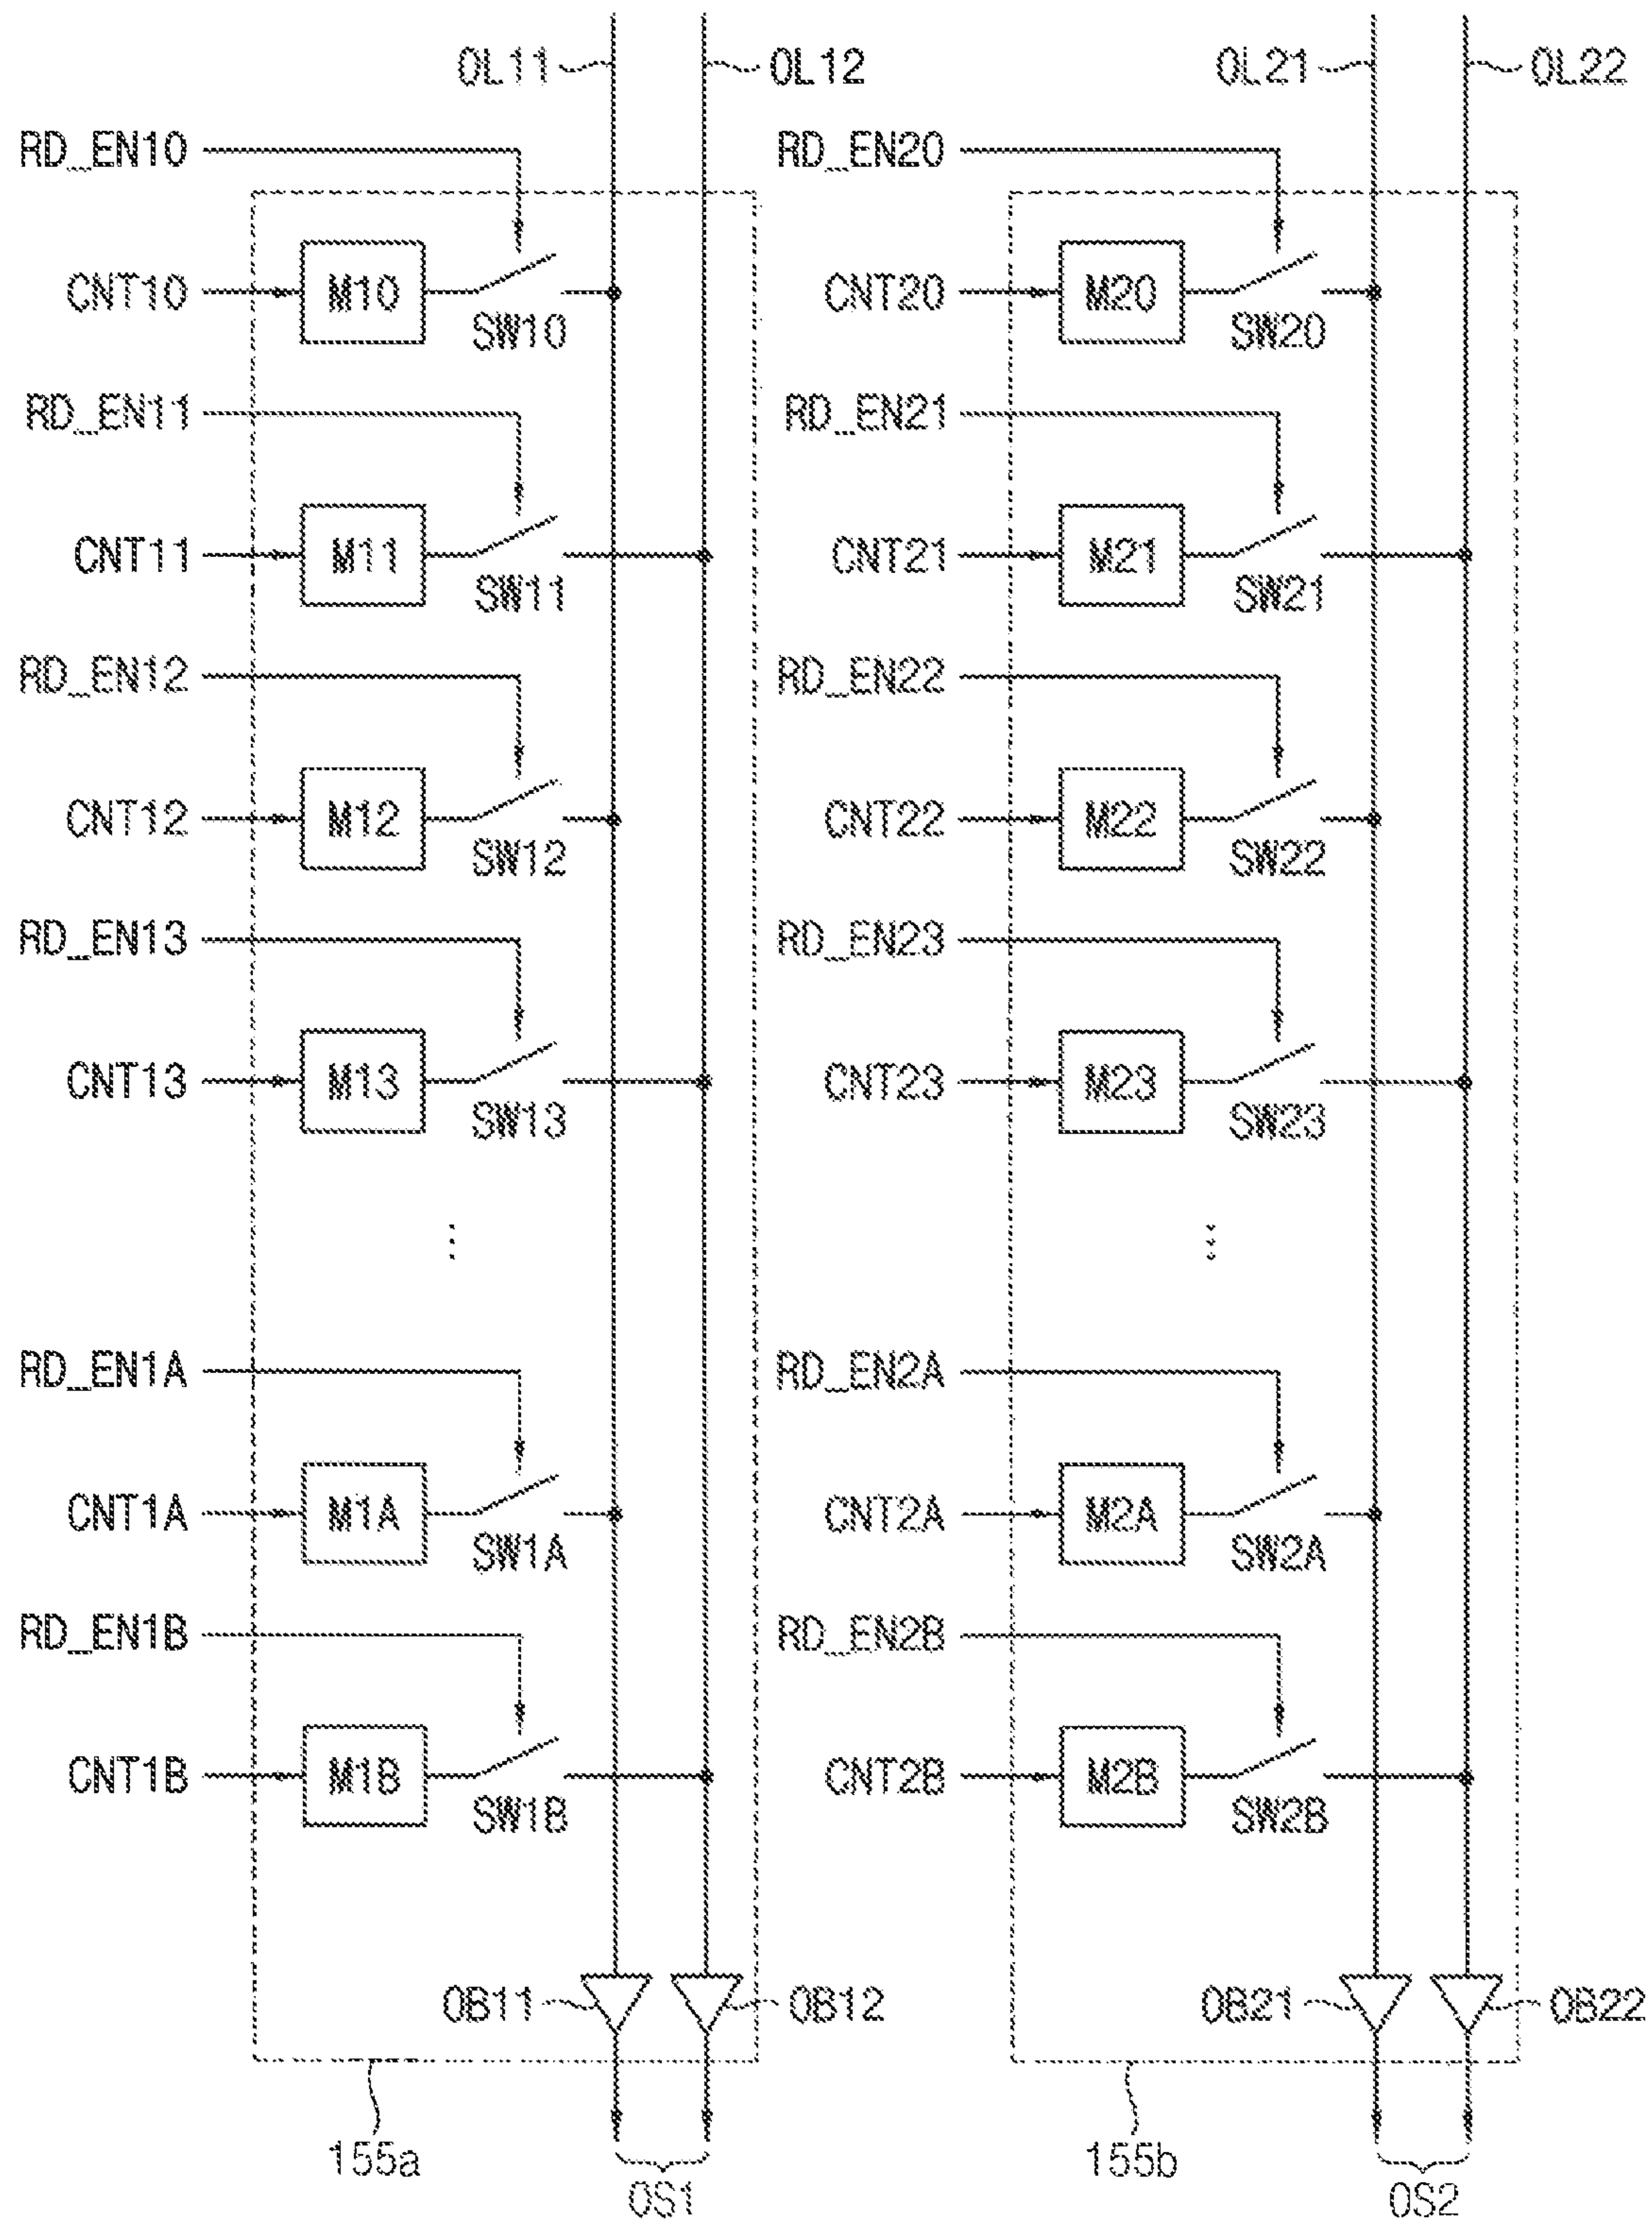 OL11 OL12 OL21 OL22
RD_EN10 RD_EN20
CNT10 M10 SW10 CNT20 M20 SW20
RD_EN11 RD_EN21
CNT11 M11 SW11 CNT21 M21 SW21
RD_EN12 RD_EN22
CNT12 M12 SW12 CNT22 M22 SW22
RD_EN13 RD_EN23
CNT13 M13 SW13 CNT23 M23 SW23
RD_EN1A RD_EN2A
CNT1A M1A SW1A CNT2A M2A SW2A
RD_EN1B RD_EN2B
CNT1B M1B SW1B CNT2B M2B SW2B
OB11 OB12 OB21 OB22
155a 155b
OS1 OS2